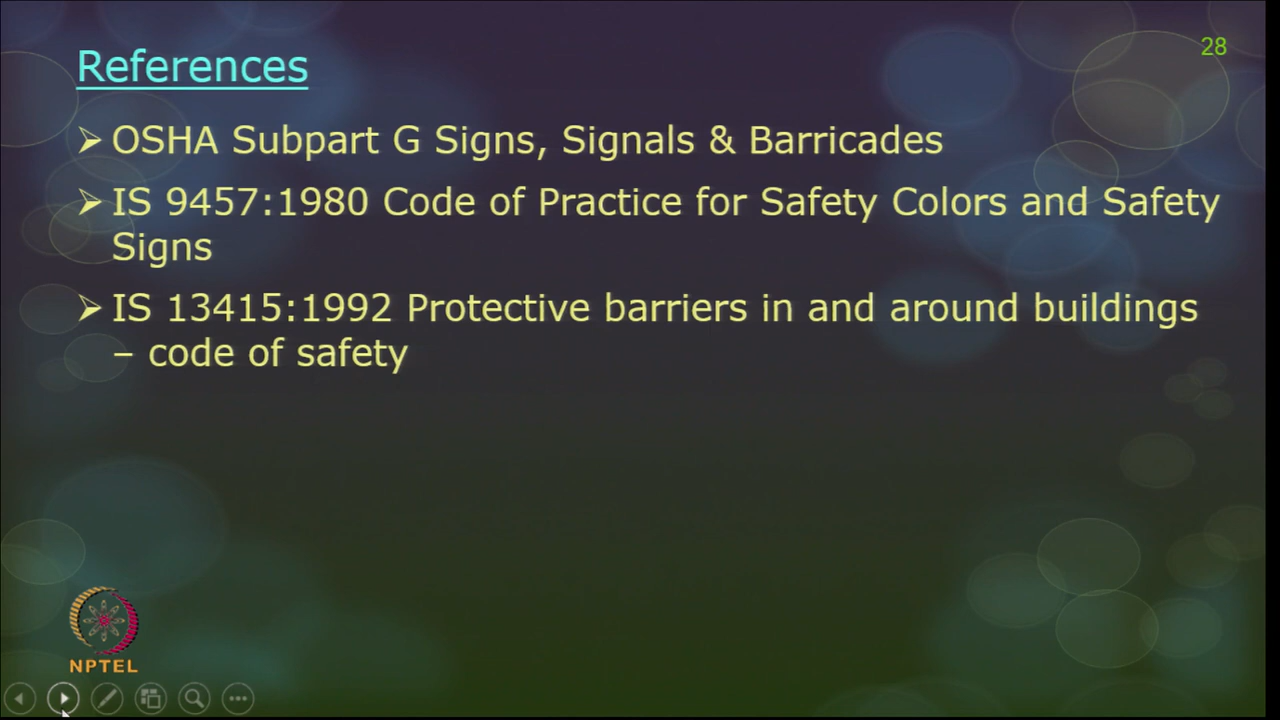 28
References
➢ OSHA Subpart G Signs, Signals & Barricades
➢ IS 9457:1980 Code of Practice for Safety Colors and Safety
Signs
➢ IS 13415:1992 Protective barriers in and around buildings
– code of safety
NPTEL